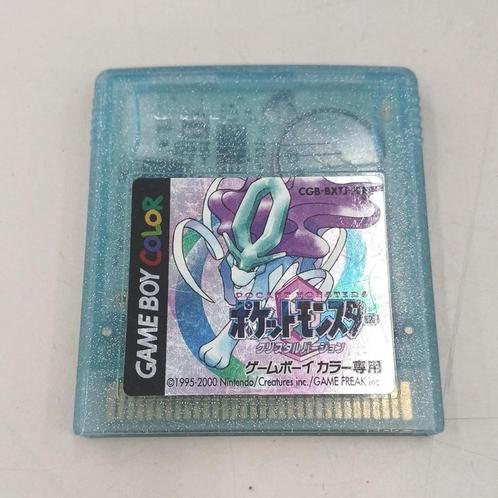 GAME BOY COLOR
POCKET MONSTERS
ポケットモンスター
クリスタルバージョン
ゲームボーイ カラー専用
©1995-2000 Nintendo/Creatures inc./GAME FREAK inc.